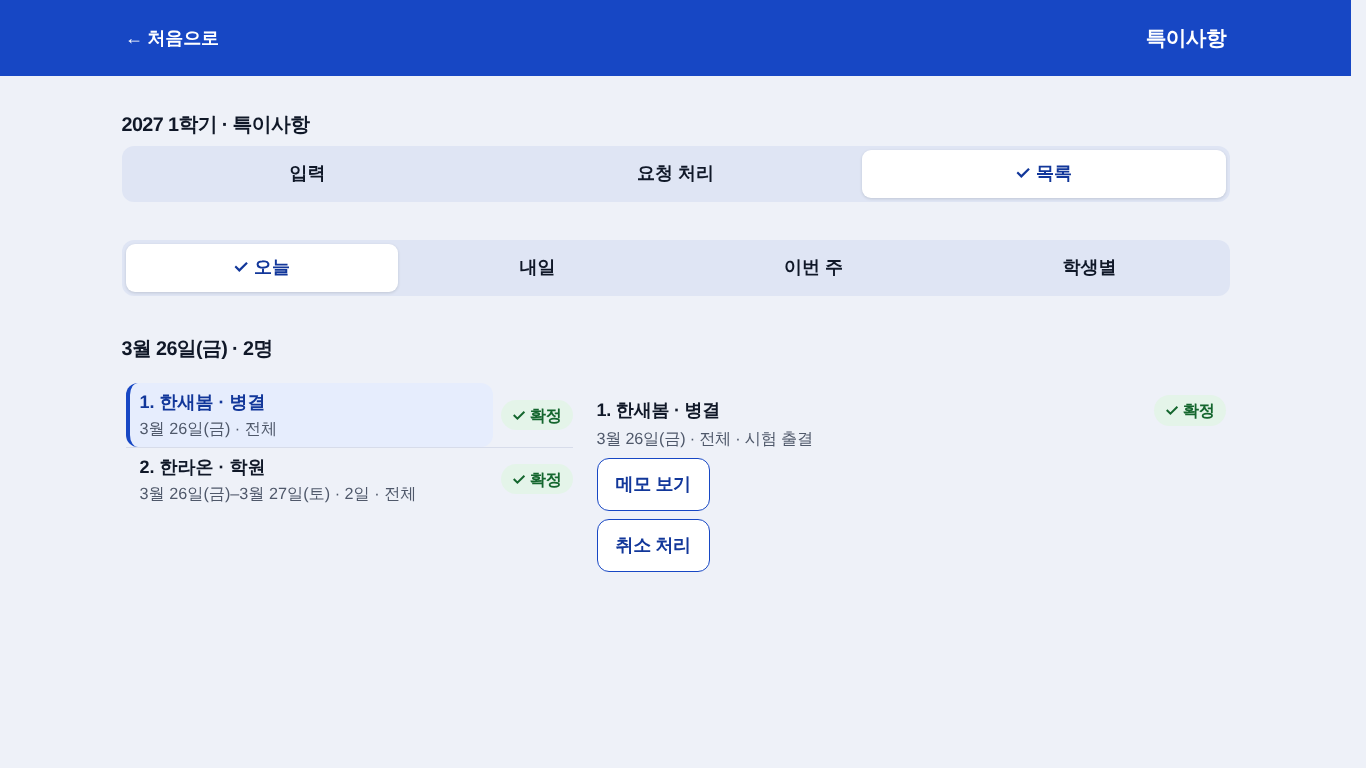 ← 처음으로
특이사항
2027 1학기 · 특이사항
입력
요청 처리
✓ 목록
✓ 오늘
내일
이번 주
학생별
3월 26일(금) · 2명
1. 한새봄 · 병결
3월 26일(금) · 전체
✓ 확정
2. 한라온 · 학원
3월 26일(금)–3월 27일(토) · 2일 · 전체
✓ 확정
1. 한새봄 · 병결
✓ 확정
3월 26일(금) · 전체 · 시험 출결
메모 보기
취소 처리